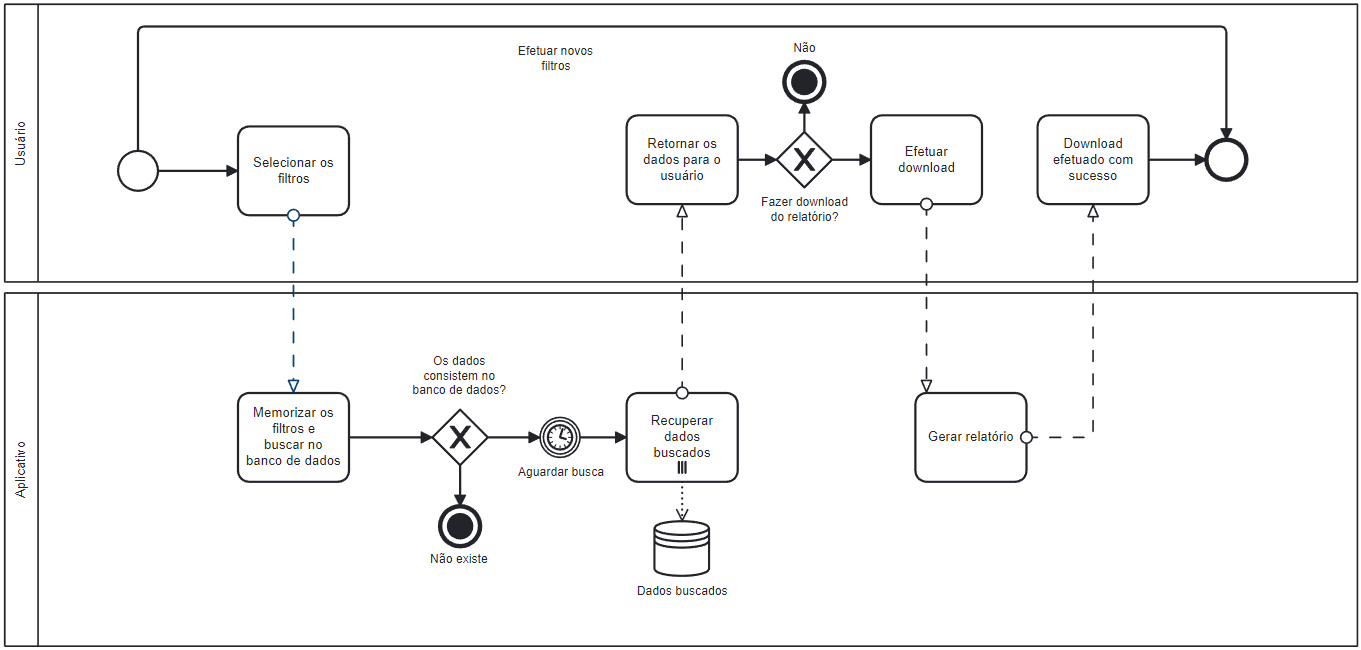 Usuário
Efetuar novos
filtros
Não
Selecionar os
filtros
Retornar os
dados para o
usuário
Fazer download
do relatório?
Efetuar
download
Download
efetuado com
sucesso
Aplicativo
Memorizar os
filtros e
buscar no
banco de dados
Os dados
consistem no
banco de dados?
Não existe
Aguardar busca
Recuperar
dados
buscados
Dados buscados
Gerar relatório